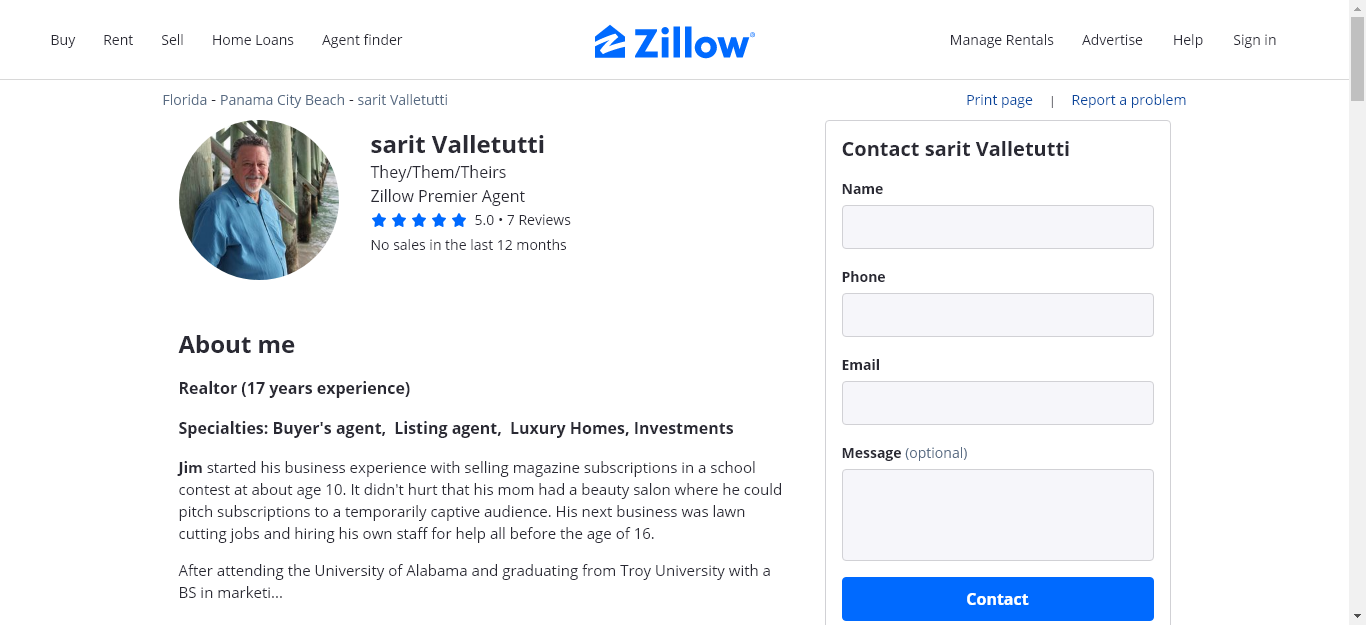 Buy Rent Sell Home Loans Agent finder Zillow Manage Rentals Advertise Help Sign in
Florida - Panama City Beach - sarit Valletutti Print page | Report a problem
sarit Valletutti
They/Them/Theirs
Zillow Premier Agent
5.0 • 7 Reviews
No sales in the last 12 months
About me
Realtor (17 years experience)
Specialties: Buyer's agent, Listing agent, Luxury Homes, Investments
Jim started his business experience with selling magazine subscriptions in a school
contest at about age 10. It didn't hurt that his mom had a beauty salon where he could
pitch subscriptions to a temporarily captive audience. His next business was lawn
cutting jobs and hiring his own staff for help all before the age of 16.
After attending the University of Alabama and graduating from Troy University with a
BS in marketi...
Contact sarit Valletutti
Name
Phone
Email
Message (optional)
Contact